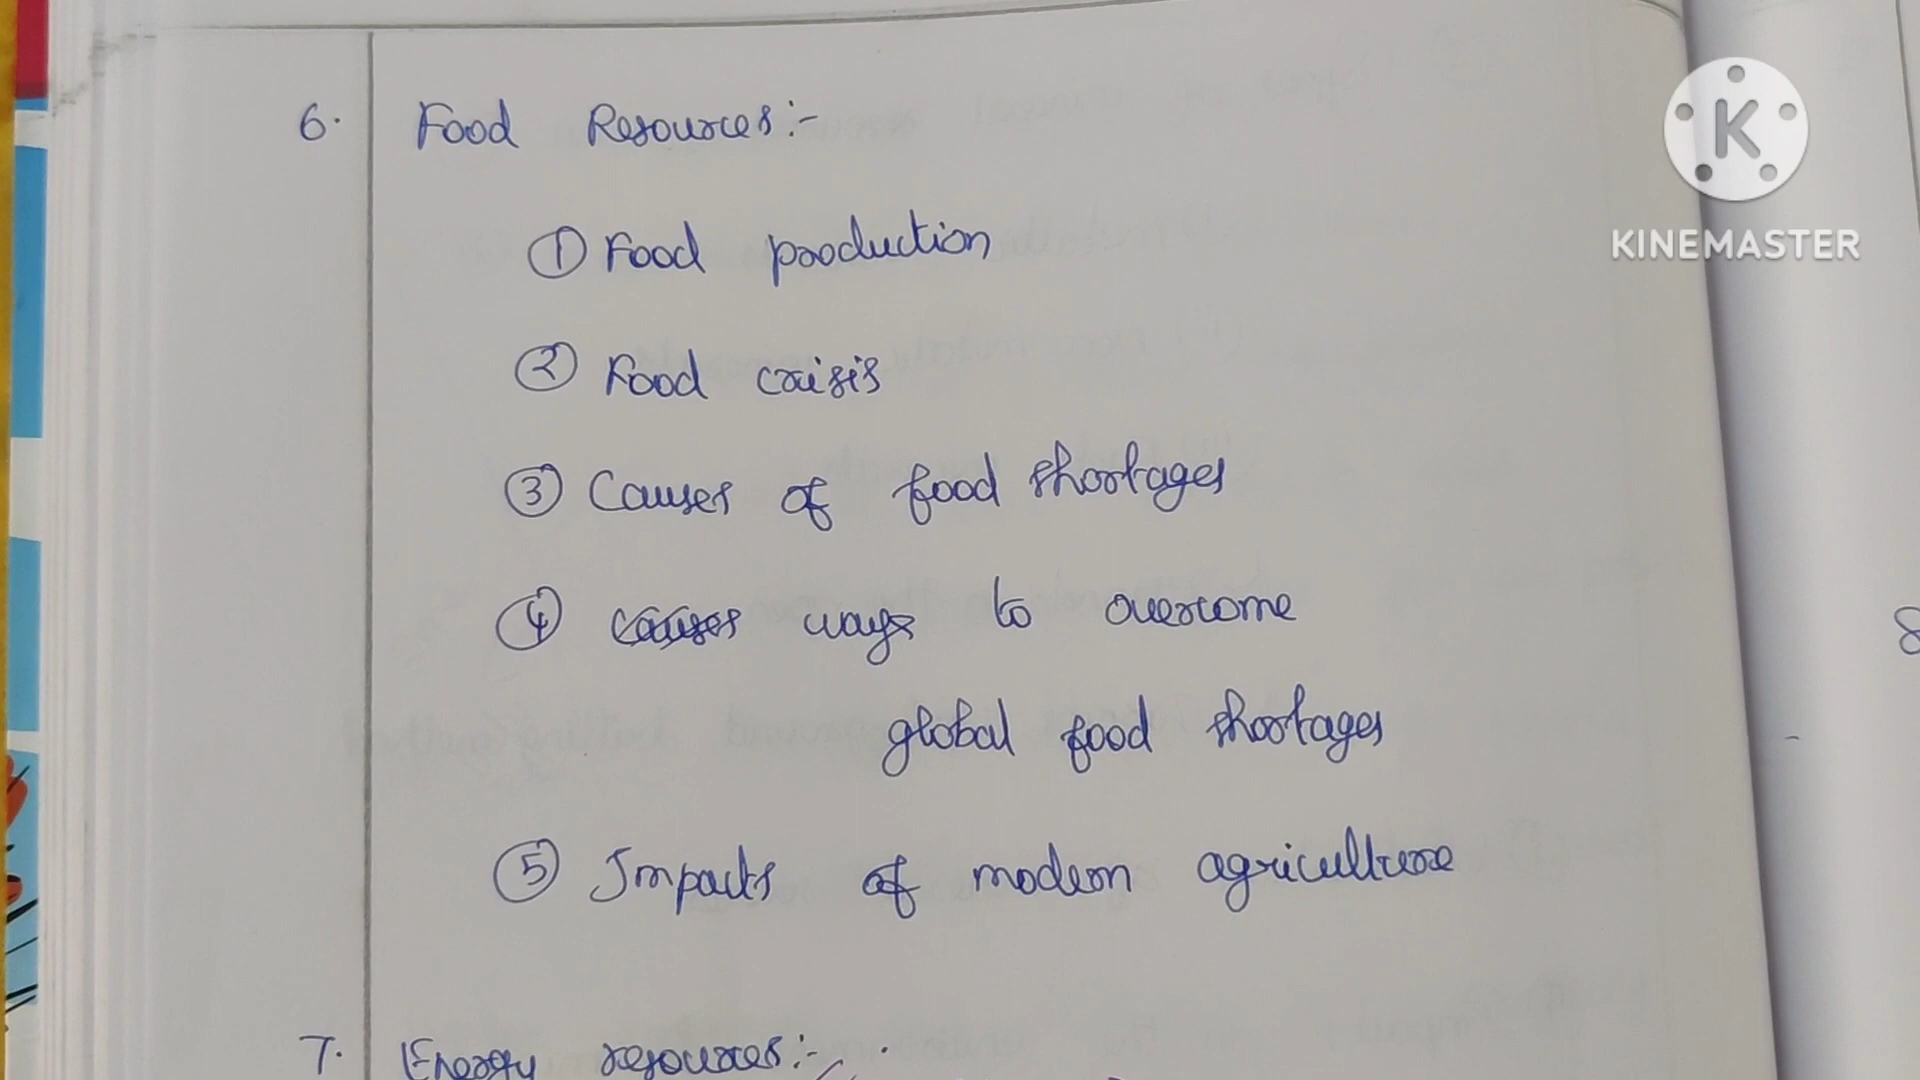 6. Food Resources:-
KINEMASTER
① Food production
② Food crisis
③ Causes of food shortages
④ causes ways to overcome
global food shortages
⑤ Impacts of modern agriculture
8
7. Energy resources:-